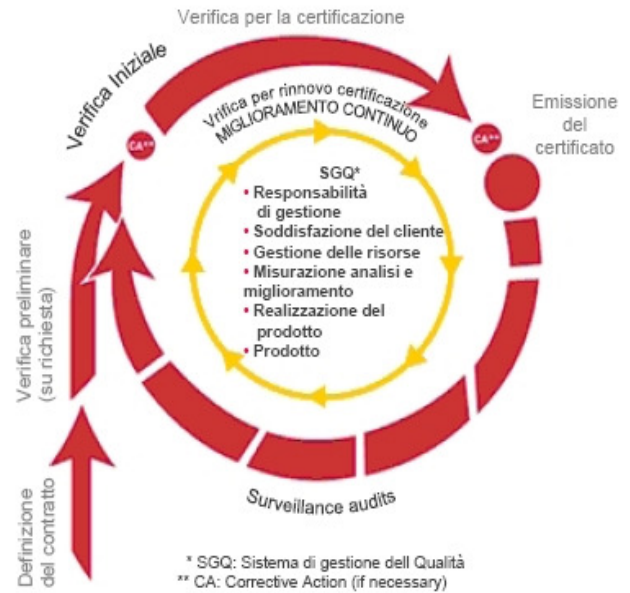 Verifica per la certificazione
Verifica Iniziale
Vrifica per rinnovo certificazione
MIGLIORAMENTO CONTINUO
CA**
CA**
Emissione
del
certificato
SGQ*
• Responsabilità
di gestione
• Soddisfazione del cliente
• Gestione delle risorse
• Misurazione analisi e
miglioramento
• Realizzazione del
prodotto
• Prodotto
Verifica preliminare
(su richiesta)
Definizione
del contratto
Surveillance audits
* SGQ: Sistema di gestione dell Qualità
** CA: Corrective Action (if necessary)